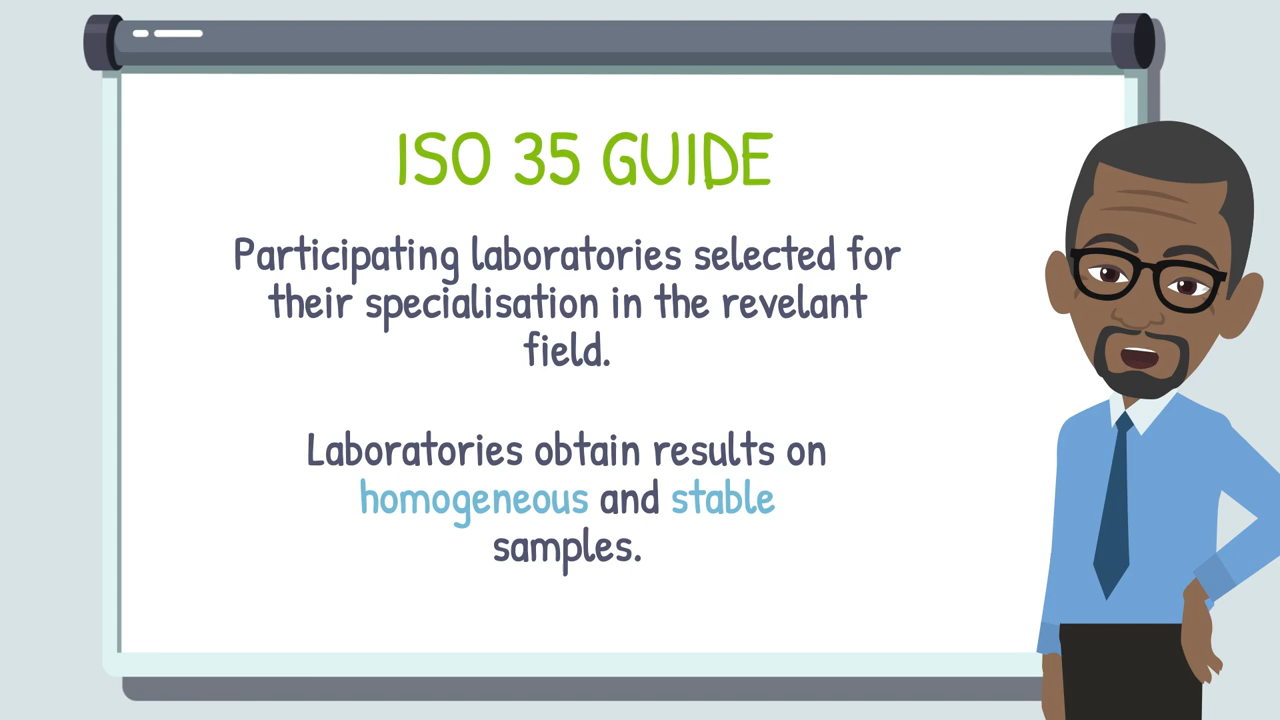 ISO 35 GUIDE
Participating laboratories selected for
their specialisation in the revelant
field.
Laboratories obtain results on
homogeneous and stable
samples.